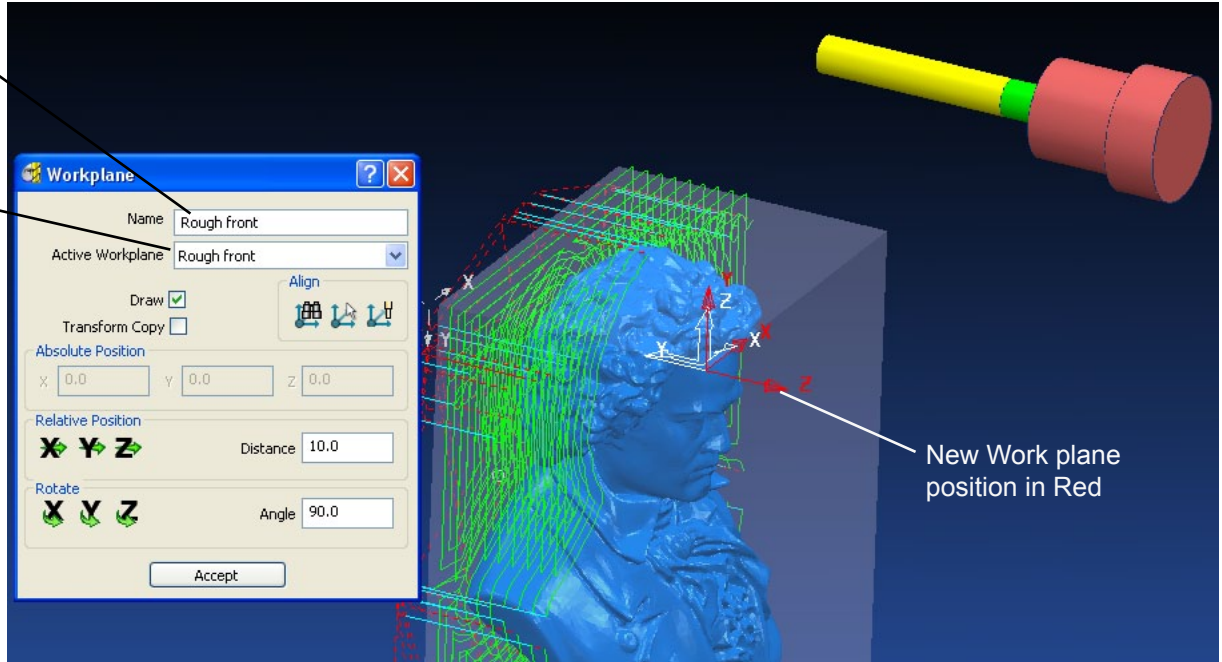 Workplane
Name Rough front
Active Workplane Rough front
Draw
Transform Copy
Align
Absolute Position
X 0.0 Y 0.0 Z 0.0
Relative Position
X Y Z Distance 10.0
Rotate
X Y Z Angle 90.0
Accept
X
Y
Y
Z
Y
X
X
Z
New Work plane
position in Red